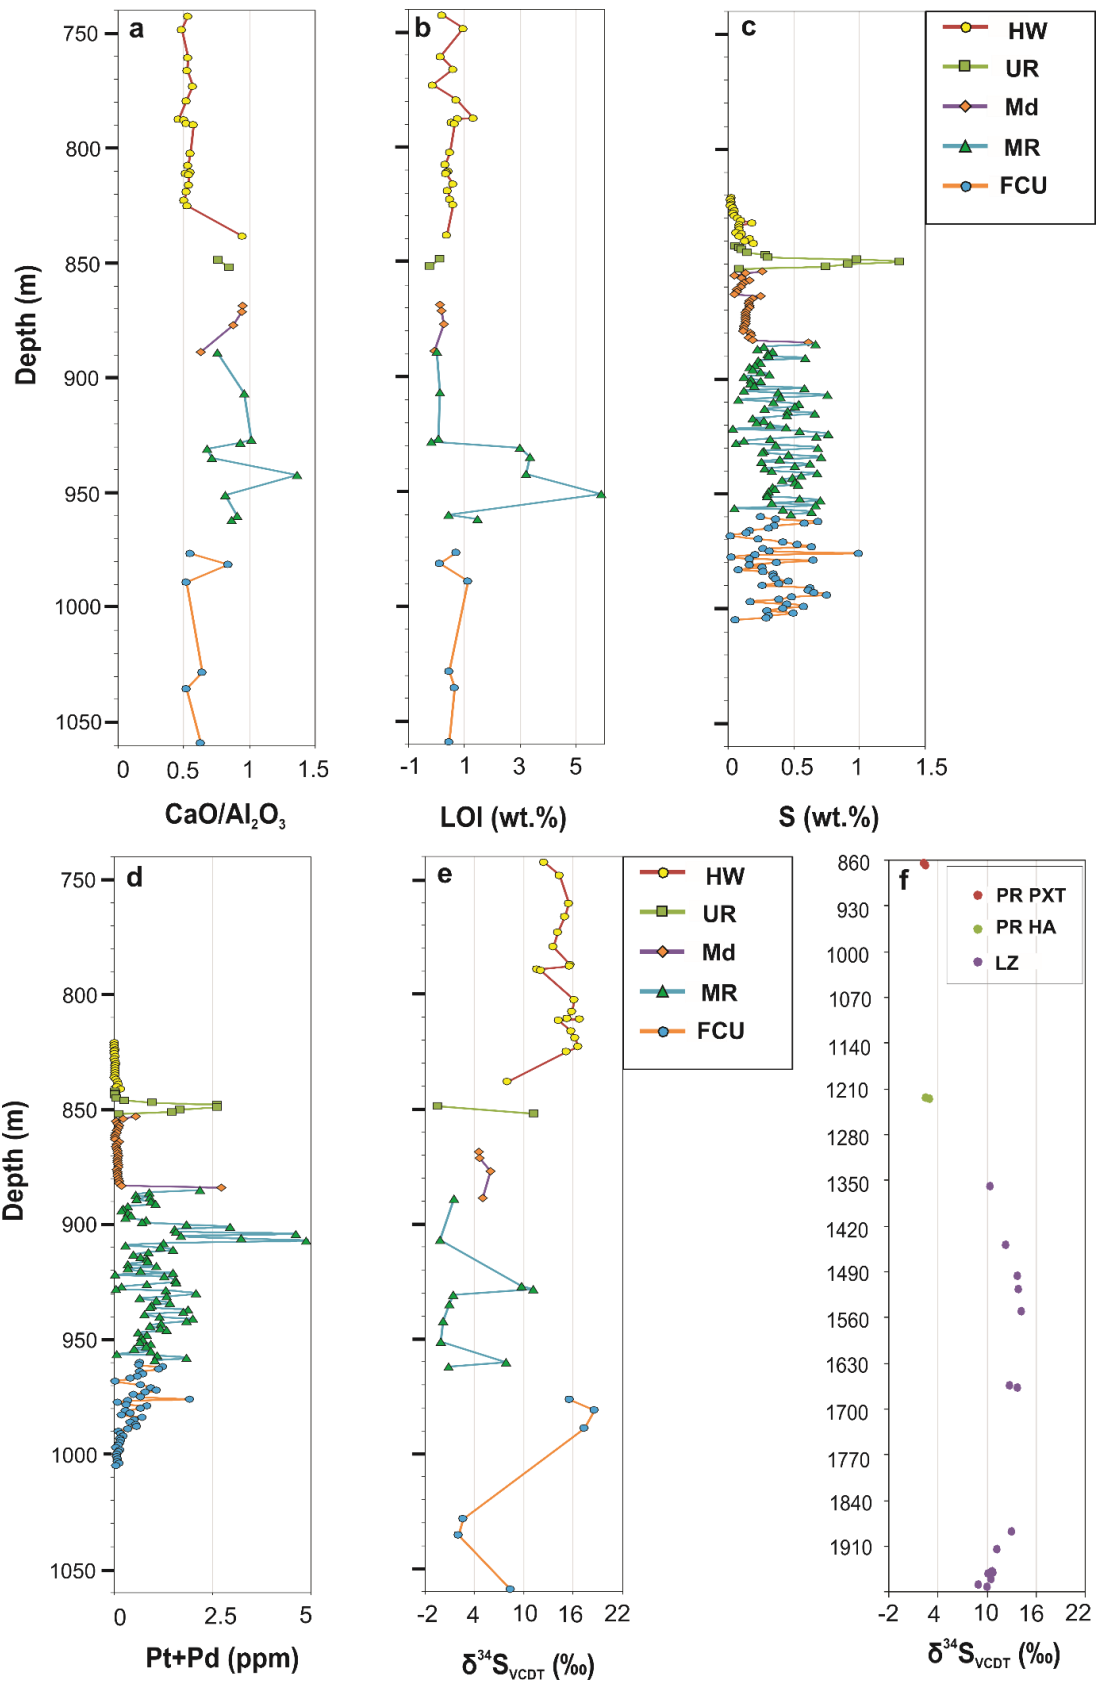 a
b
c
750
800
850
900
950
1000
1050
Depth (m)
0 0.5 1 1.5
CaO/Al₂O₃
-1 1 3 5
LOI (wt.%)
0 0.5 1 1.5
S (wt.%)
HW
UR
Md
MR
FCU
d
e
f
750
800
850
900
950
1000
1050
Depth (m)
0 2.5 5
Pt+Pd (ppm)
-2 4 10 16 22
δ³⁴S_VCDT (‰)
HW
UR
Md
MR
FCU
860
930
1000
1070
1140
1210
1280
1350
1420
1490
1560
1630
1700
1770
1840
1910
PR PXT
PR HA
LZ
-2 4 10 16 22
δ³⁴S_VCDT (‰)